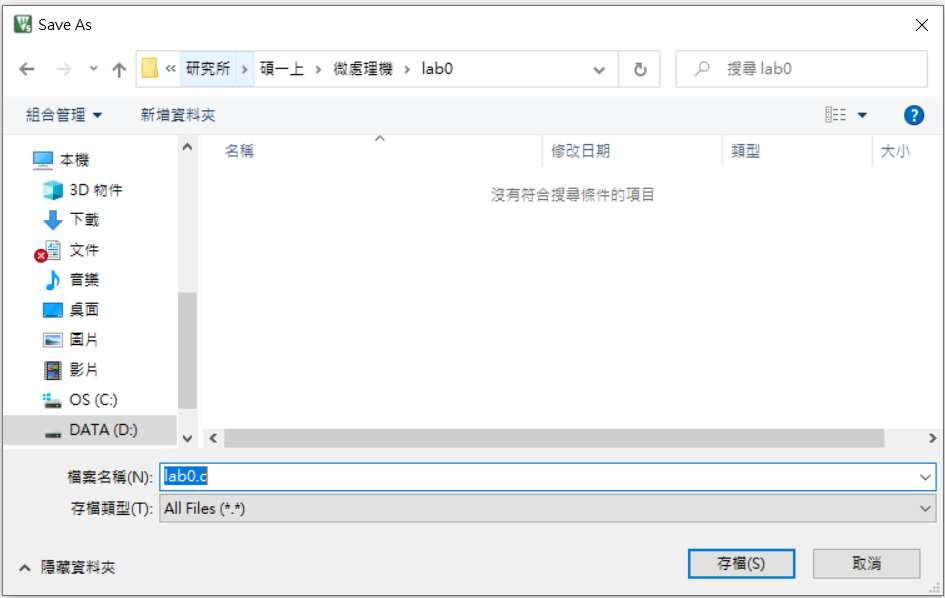 Save As
« 研究所 › 碩一上 › 微處理機 › lab0
搜尋 lab0
組合管理 新增資料夾
名稱 修改日期 類型 大小
沒有符合搜尋條件的項目
本機
3D 物件
下載
文件
音樂
桌面
圖片
影片
OS (C:)
DATA (D:)
檔案名稱(N): lab0.c
存檔類型(T): All Files (*.*)
隱藏資料夾 存檔(S) 取消